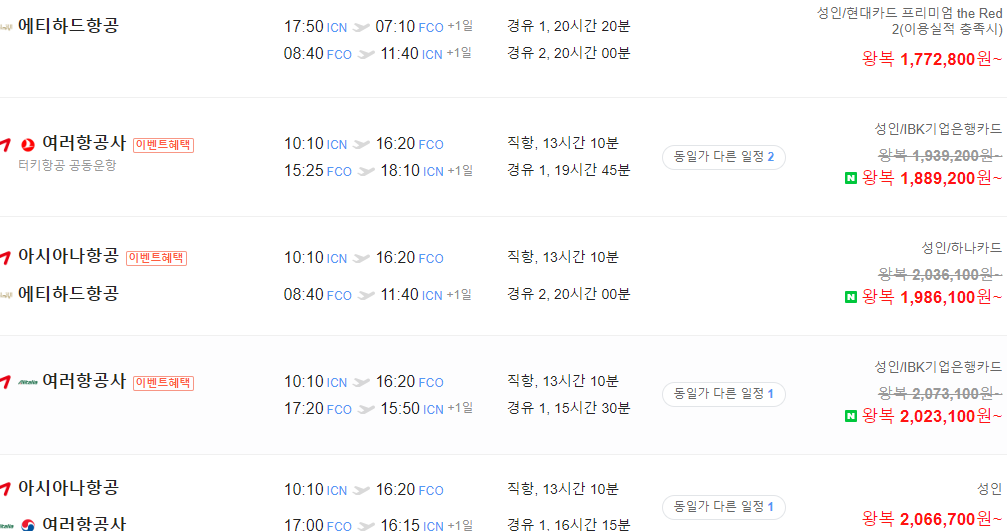 에티하드항공
17:50 ICN 07:10 FCO +1일
경유 1, 20시간 20분
08:40 FCO 11:40 ICN +1일
경유 2, 20시간 00분
성인/현대카드 프리미엄 the Red
2(이용실적 충족시)
왕복 1,772,800원~
여러항공사 이벤트혜택
터키항공 공동운항
10:10 ICN 16:20 FCO
직항, 13시간 10분
15:25 FCO 18:10 ICN +1일
경유 1, 19시간 45분
동일가 다른 일정 2
성인/IBK기업은행카드
왕복 1,939,200원~
N 왕복 1,889,200원~
아시아나항공 이벤트혜택
10:10 ICN 16:20 FCO
직항, 13시간 10분
에티하드항공
08:40 FCO 11:40 ICN +1일
경유 2, 20시간 00분
성인/하나카드
왕복 2,036,100원~
N 왕복 1,986,100원~
Alitalia 여러항공사 이벤트혜택
10:10 ICN 16:20 FCO
직항, 13시간 10분
17:20 FCO 15:50 ICN +1일
경유 1, 15시간 30분
동일가 다른 일정 1
성인/IBK기업은행카드
왕복 2,073,100원~
N 왕복 2,023,100원~
아시아나항공
10:10 ICN 16:20 FCO
직항, 13시간 10분
여러항공사
17:00 FCO 16:15 ICN +1일
경유 1, 16시간 15분
동일가 다른 일정 1
성인
왕복 2,066,700원~